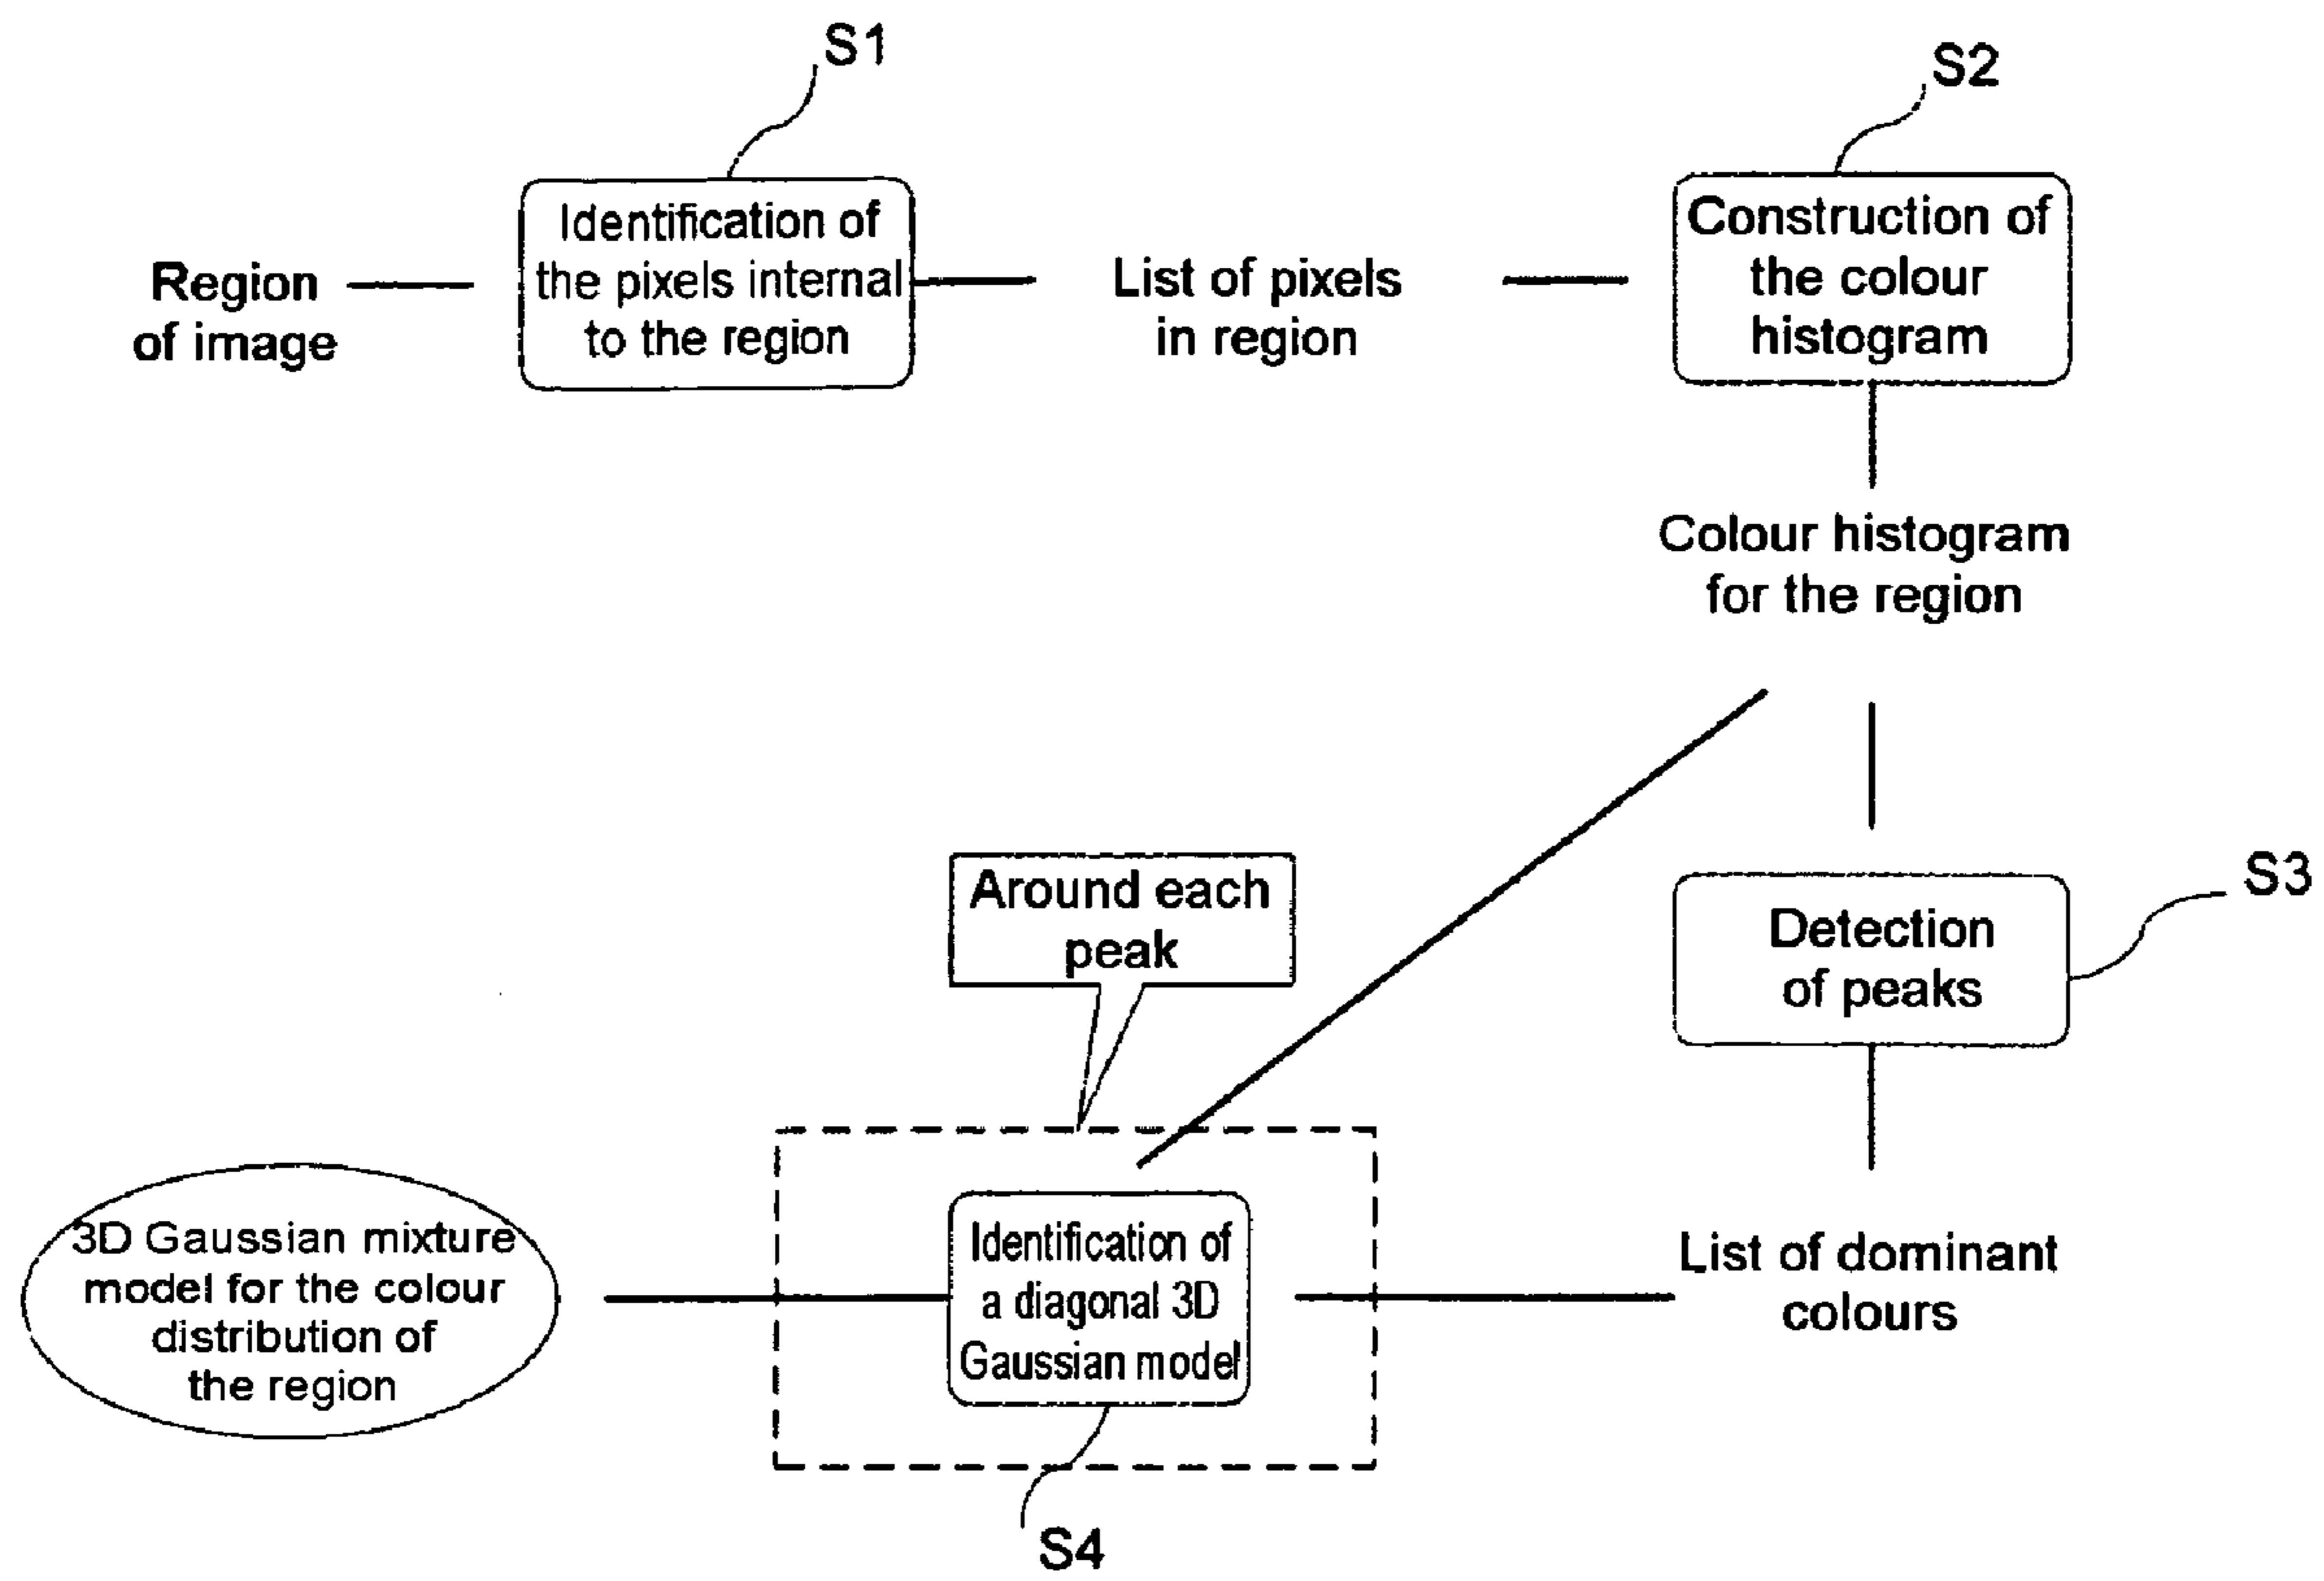 S1
S2
Region
of image
Identification of
the pixels internal
to the region
List of pixels
in region
Construction of
the colour
histogram
Colour histogram
for the region
S3
Detection
of peaks
Around each
peak
List of dominant
colours
Identification of
a diagonal 3D
Gaussian model
3D Gaussian mixture
model for the colour
distribution of
the region
S4